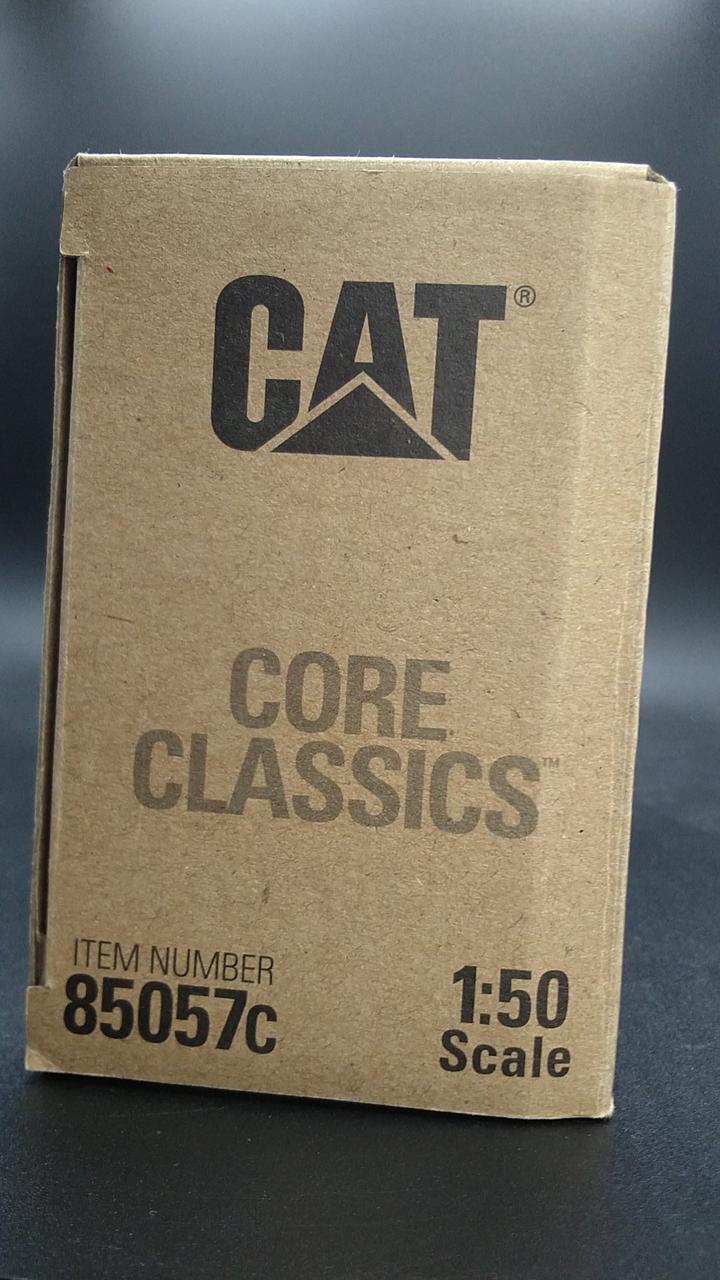 CAT®
CORE
CLASSICS™
ITEM NUMBER
85057C
1:50
Scale